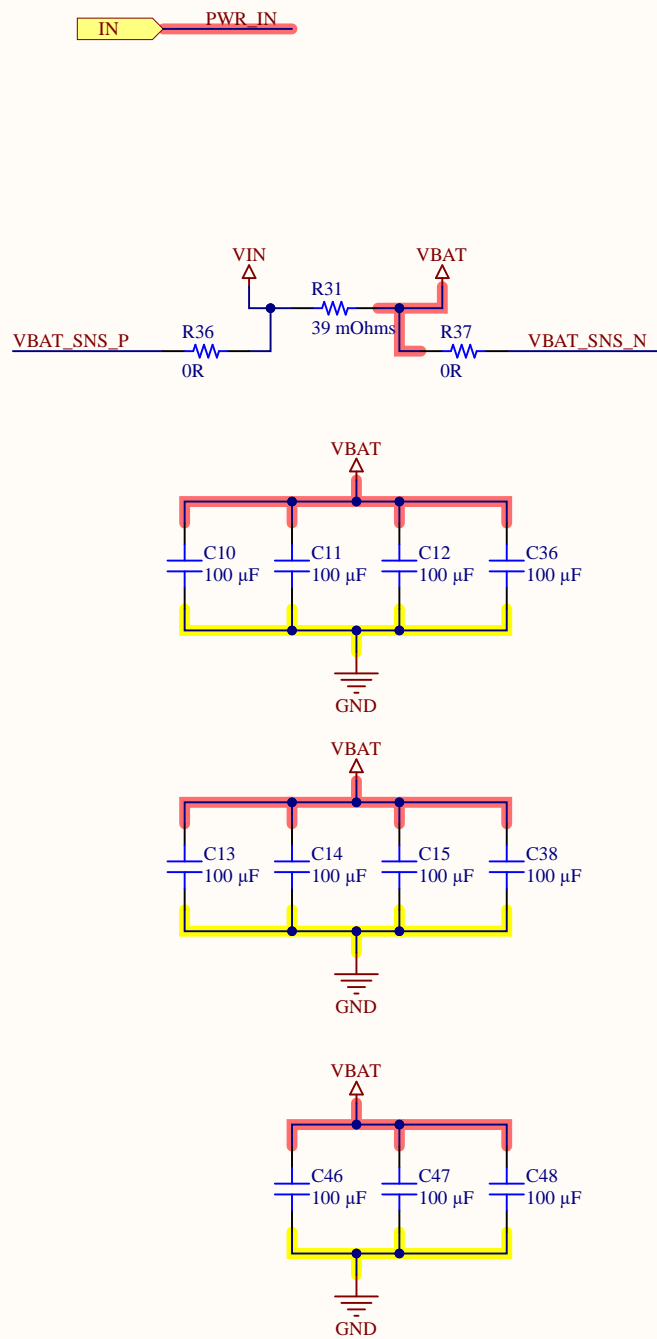 IN PWR_IN
VIN VBAT
R31
39 mOhms
VBAT_SNS_P R36 R37 VBAT_SNS_N
0R 0R
VBAT
C10 C11 C12 C36
100 µF 100 µF 100 µF 100 µF
GND
VBAT
C13 C14 C15 C38
100 µF 100 µF 100 µF 100 µF
GND
VBAT
C46 C47 C48
100 µF 100 µF 100 µF
GND